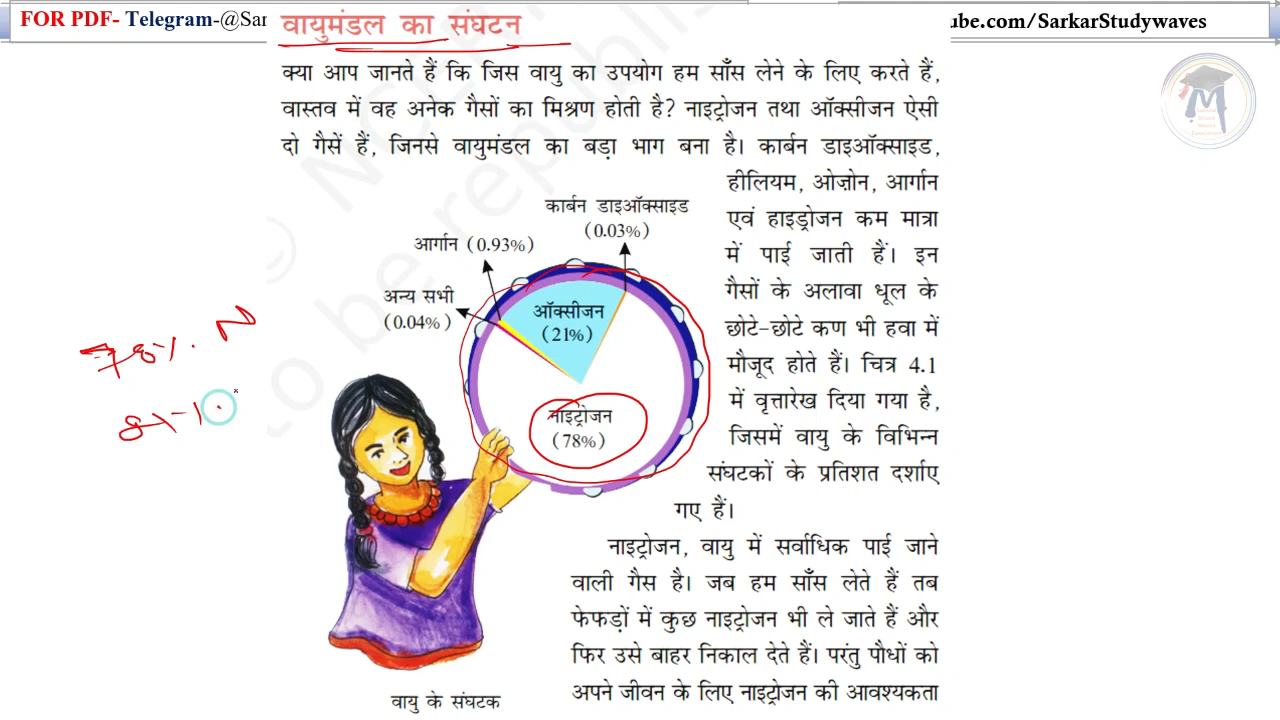 FOR PDF- Telegram-@Sar
ube.com/SarkarStudywaves
वायुमंडल का संघटन
क्या आप जानते हैं कि जिस वायु का उपयोग हम साँस लेने के लिए करते हैं,
वास्तव में वह अनेक गैसों का मिश्रण होती है? नाइट्रोजन तथा ऑक्सीजन ऐसी
दो गैसें हैं, जिनसे वायुमंडल का बड़ा भाग बना है। कार्बन डाइऑक्साइड,
हीलियम, ओज़ोन, आर्गान
एवं हाइड्रोजन कम मात्रा
में पाई जाती हैं। इन
गैसों के अलावा धूल के
छोटे-छोटे कण भी हवा में
मौजूद होते हैं। चित्र 4.1
में वृत्तारेख दिया गया है,
जिसमें वायु के विभिन्न
संघटकों के प्रतिशत दर्शाए
गए हैं।
कार्बन डाइऑक्साइड
(0.03%)
आर्गान (0.93%)
अन्य सभी
(0.04%)
ऑक्सीजन
(21%)
नाइट्रोजन
(78%)
78%. N
वायु के संघटक
नाइट्रोजन, वायु में सर्वाधिक पाई जाने
वाली गैस है। जब हम साँस लेते हैं तब
फेफड़ों में कुछ नाइट्रोजन भी ले जाते हैं और
फिर उसे बाहर निकाल देते हैं। परंतु पौधों को
अपने जीवन के लिए नाइट्रोजन की आवश्यकता